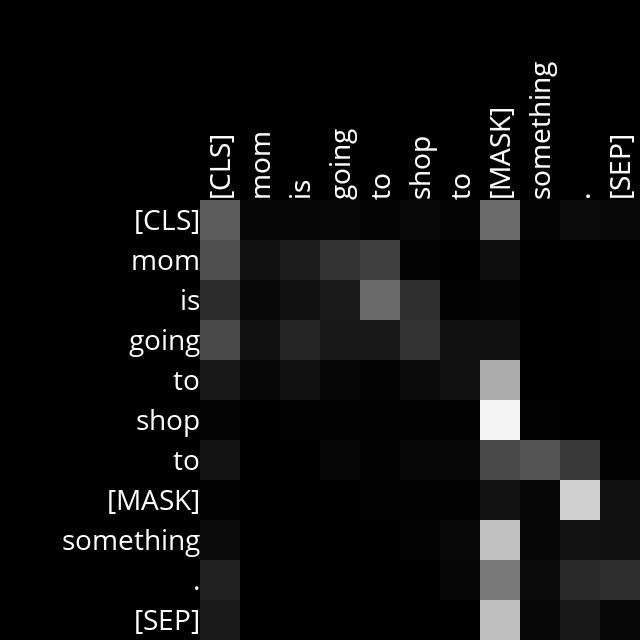 [CLS] mom is going to shop to [MASK] something . [SEP]
[CLS]
mom
is
going
to
shop
to
[MASK]
something
.
[SEP]